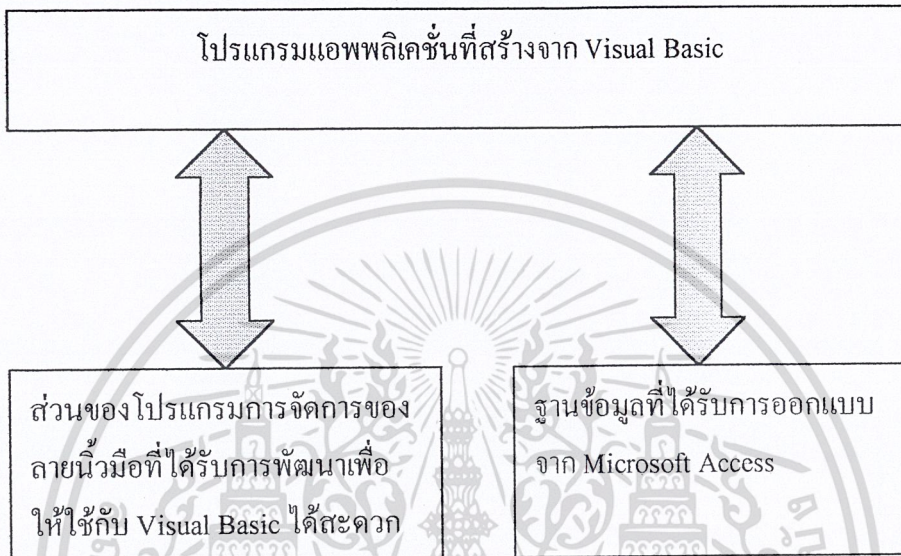 โปรแกรมแอพพลิเคชั่นที่สร้างจาก Visual Basic
ส่วนของโปรแกรมการจัดการของ
ลายนิ้วมือที่ได้รับการพัฒนาเพื่อ
ให้ใช้กับ Visual Basic ได้สะดวก
ฐานข้อมูลที่ได้รับการออกแบบ
จาก Microsoft Access